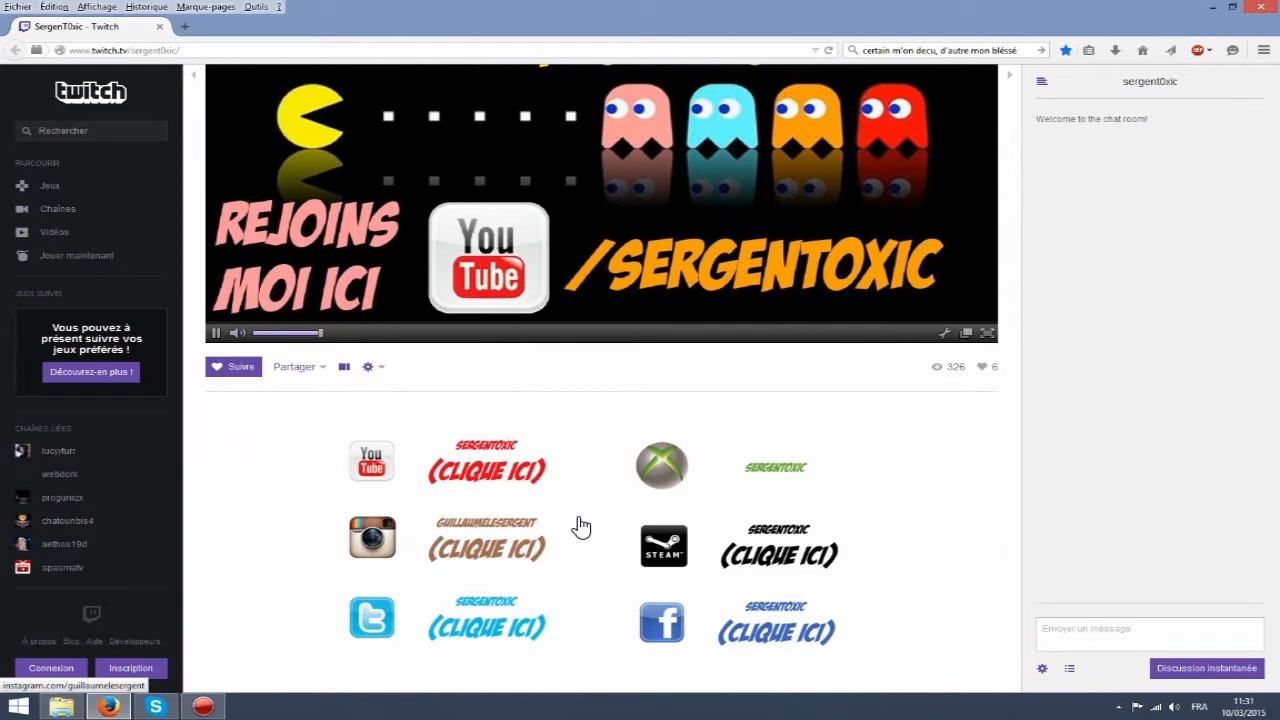 Fichier Édition Affichage Historique Marque-pages Outils ?
SergenT0xic - Twitch
www.twitch.tv/sergent0xic/
certain m'on decu, d'autre mon bléssé
twitch
Rechercher
PARCOURIR
Jeux
Chaînes
Vidéos
Jouer maintenant
JEUX SUIVIS
Vous pouvez à
présent suivre vos
jeux préférés !
Découvrez-en plus !
CHAÎNES LIÉES
lucyyfurr
webdork
progunxzx
chatounbis4
aethos19d
spasmalv
À propos Blog Aide Développeurs
Connexion Inscription
instagram.com/guillaumelesergent
REJOINS
MOI ICI
You
Tube
/SERGENTOXIC
Suivre Partager
326 6
You
Tube
SERGENTOXIC
(CLIQUE ICI)
SERGENTOXIC
GUILLAUMELESERGENT
(CLIQUE ICI)
STEAM™
SERGENTOXIC
(CLIQUE ICI)
SERGENTOXIC
(CLIQUE ICI)
SERGENTOXIC
(CLIQUE ICI)
sergent0xic
Welcome to the chat room!
Envoyer un message
Discussion instantanée
FRA
11:31
10/03/2015